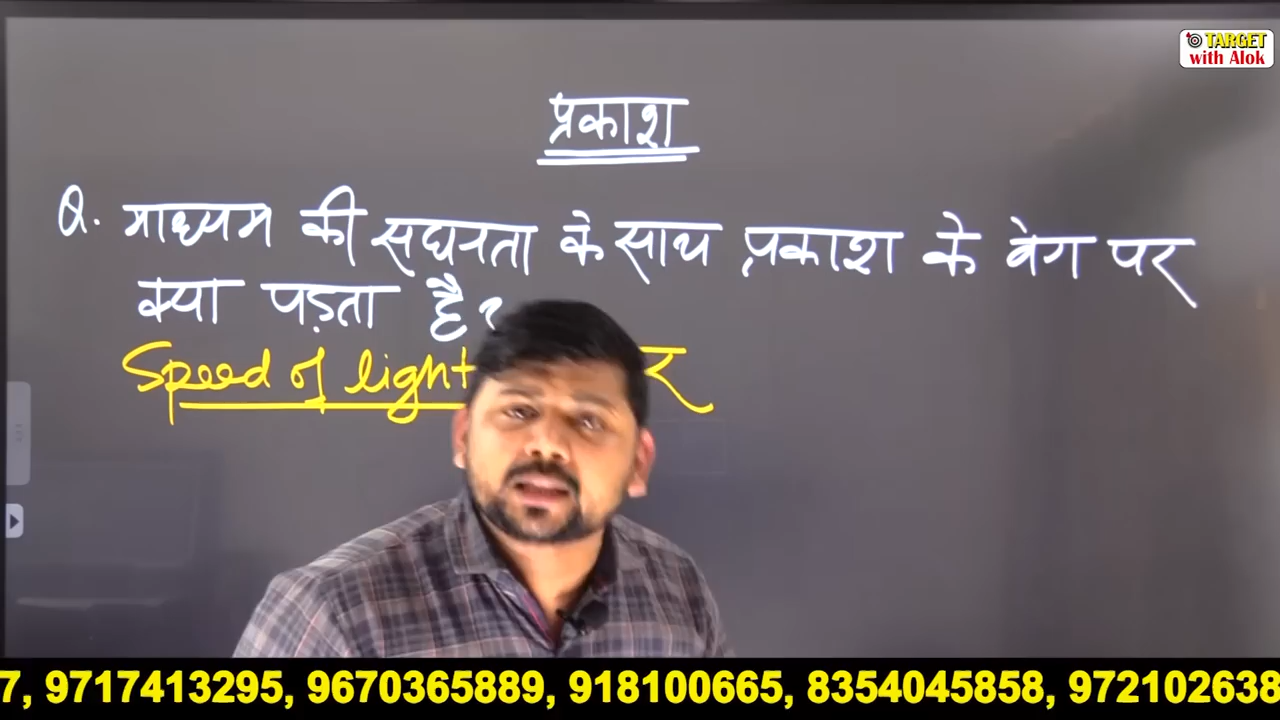 TARGET
with Alok
प्रकाश
Q. माध्यम की सघनता के साथ प्रकाश के वेग पर
क्या पड़ता है?
Speed of light
7, 9717413295, 9670365889, 918100665, 8354045858, 972102638